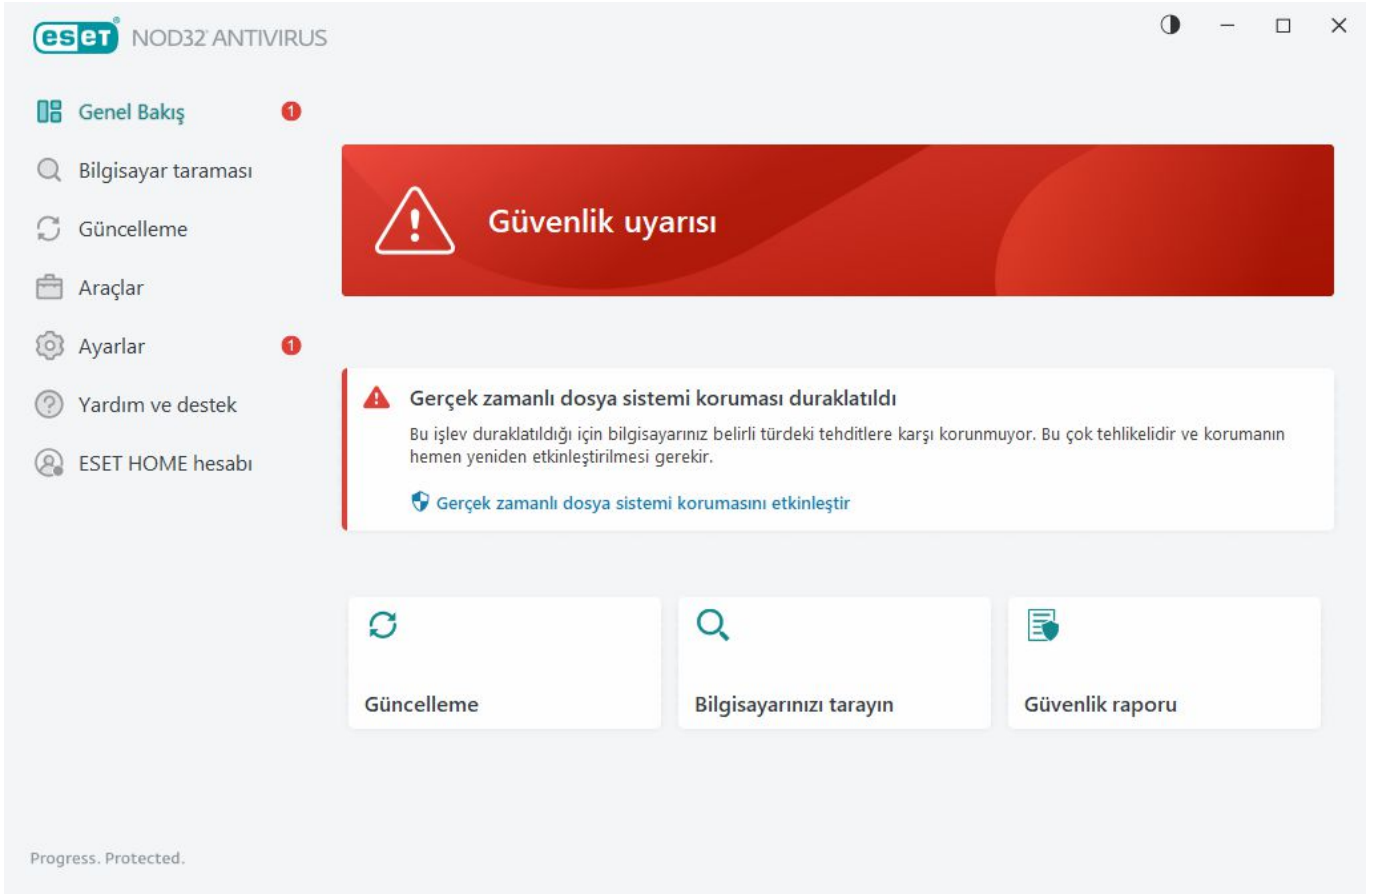 eset NOD32 ANTIVIRUS
Genel Bakış 1
Bilgisayar taraması
Güncelleme
Araçlar
Ayarlar 1
Yardım ve destek
ESET HOME hesabı
Güvenlik uyarısı
Gerçek zamanlı dosya sistemi koruması duraklatıldı
Bu işlev duraklatıldığı için bilgisayarınız belirli türdeki tehditlere karşı korunmuyor. Bu çok tehlikelidir ve korumanın
hemen yeniden etkinleştirilmesi gerekir.
Gerçek zamanlı dosya sistemi korumasını etkinleştir
Güncelleme
Bilgisayarınızı tarayın
Güvenlik raporu
Progress. Protected.